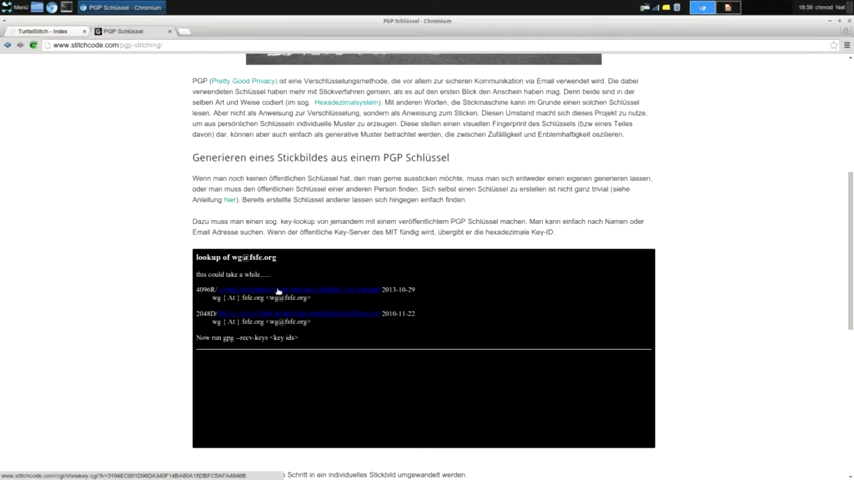 Menü
PGP Schlüssel - Chromium
18:58 chmod Net
PGP Schlüssel - Chromium
TurtleStitch - Index
PGP Schlüssel
www.stitchcode.com/pgp-stitching/
PGP (Pretty Good Privacy) ist eine Verschlüsselungsmethode, die vor allem zur sicheren Kommunikation via Email verwendet wird. Die dabei
verwendeten Schlüssel haben mehr mit Stickverfahren gemein, als es auf den ersten Blick den Anschein haben mag. Denn beide sind in der
selben Art und Weise codiert (im sog. Hexadezimalsystem). Mit anderen Worten, die Stickmaschine kann im Grunde einen solchen Schlüssel
lesen. Aber nicht als Anweisung zur Verschlüsselung, sondern als Anweisung zum Sticken. Diesen Umstand macht sich dieses Projekt zu nutze,
um aus persönlichen Schlüsseln individuelle Muster zu erzeugen. Diese stellen einen visuellen Fingerprint des Schlüssels (bzw eines Teiles
davon) dar, können aber auch einfach als generative Muster betrachtet werden, die zwischen Zufälligkeit und Enblemhaftigkeit oszilieren.
Generieren eines Stickbildes aus einem PGP Schlüssel
Wenn man noch keinen öffentlichen Schlüssel hat, den man gerne aussticken möchte, muss man sich entweder einen eigenen generieren lassen,
oder man muss den öffentlichen Schlüssel einer anderen Person finden. Sich selbst einen Schlüssel zu erstellen ist nicht ganz trivial (siehe
Anleitung hier). Bereits erstellte Schlüssel anderer lassen sich hingegen einfach finden.
Dazu muss man einen sog. key-lookup von jemandem mit einem veröffentlichtem PGP Schlüssel machen. Man kann einfach nach Namen oder
Email Adresse suchen. Wenn der öffentliche Key-Server des MIT fündig wird, übergibt er die hexadezimale Key-ID.
lookup of wg@fsfe.org
this could take a while......
4096R/ 2013-10-29
wg { At } fsfe.org <wg@fsfe.org>
2048D/ 2010-11-22
wg { At } fsfe.org <wg@fsfe.org>
Now run gpg --recv-keys <key ids>
Schritt in ein individuelles Stickbild umgewandelt werden.